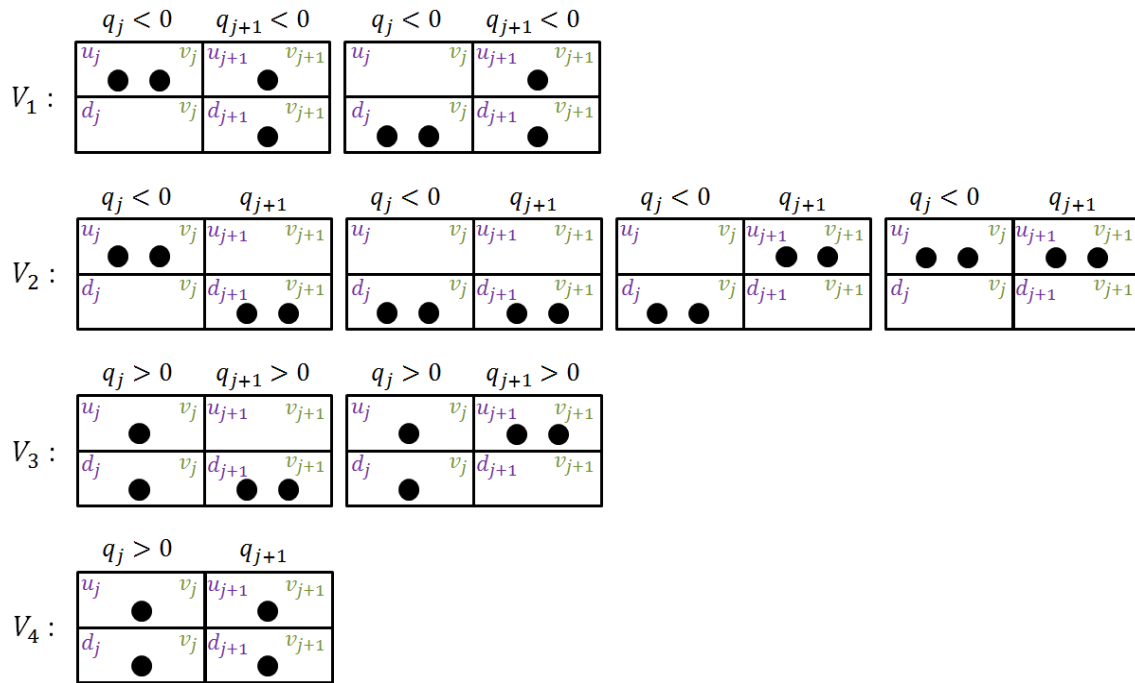 q_j < 0 q_{j+1} < 0 q_j < 0 q_{j+1} < 0
u_j v_j u_{j+1} v_{j+1} u_j v_j u_{j+1} v_{j+1}
V_1 :
d_j v_j d_{j+1} v_{j+1} d_j v_j d_{j+1} v_{j+1}
q_j < 0 q_{j+1} q_j < 0 q_{j+1} q_j < 0 q_{j+1} q_j < 0 q_{j+1}
u_j v_j u_{j+1} v_{j+1} u_j v_j u_{j+1} v_{j+1} u_j v_j u_{j+1} v_{j+1} u_j v_j u_{j+1} v_{j+1}
V_2 :
d_j v_j d_{j+1} v_{j+1} d_j v_j d_{j+1} v_{j+1} d_j v_j d_{j+1} v_{j+1} d_j v_j d_{j+1} v_{j+1}
q_j > 0 q_{j+1} > 0 q_j > 0 q_{j+1} > 0
u_j v_j u_{j+1} v_{j+1} u_j v_j u_{j+1} v_{j+1}
V_3 :
d_j v_j d_{j+1} v_{j+1} d_j v_j d_{j+1} v_{j+1}
q_j > 0 q_{j+1}
u_j v_j u_{j+1} v_{j+1}
V_4 :
d_j v_j d_{j+1} v_{j+1}